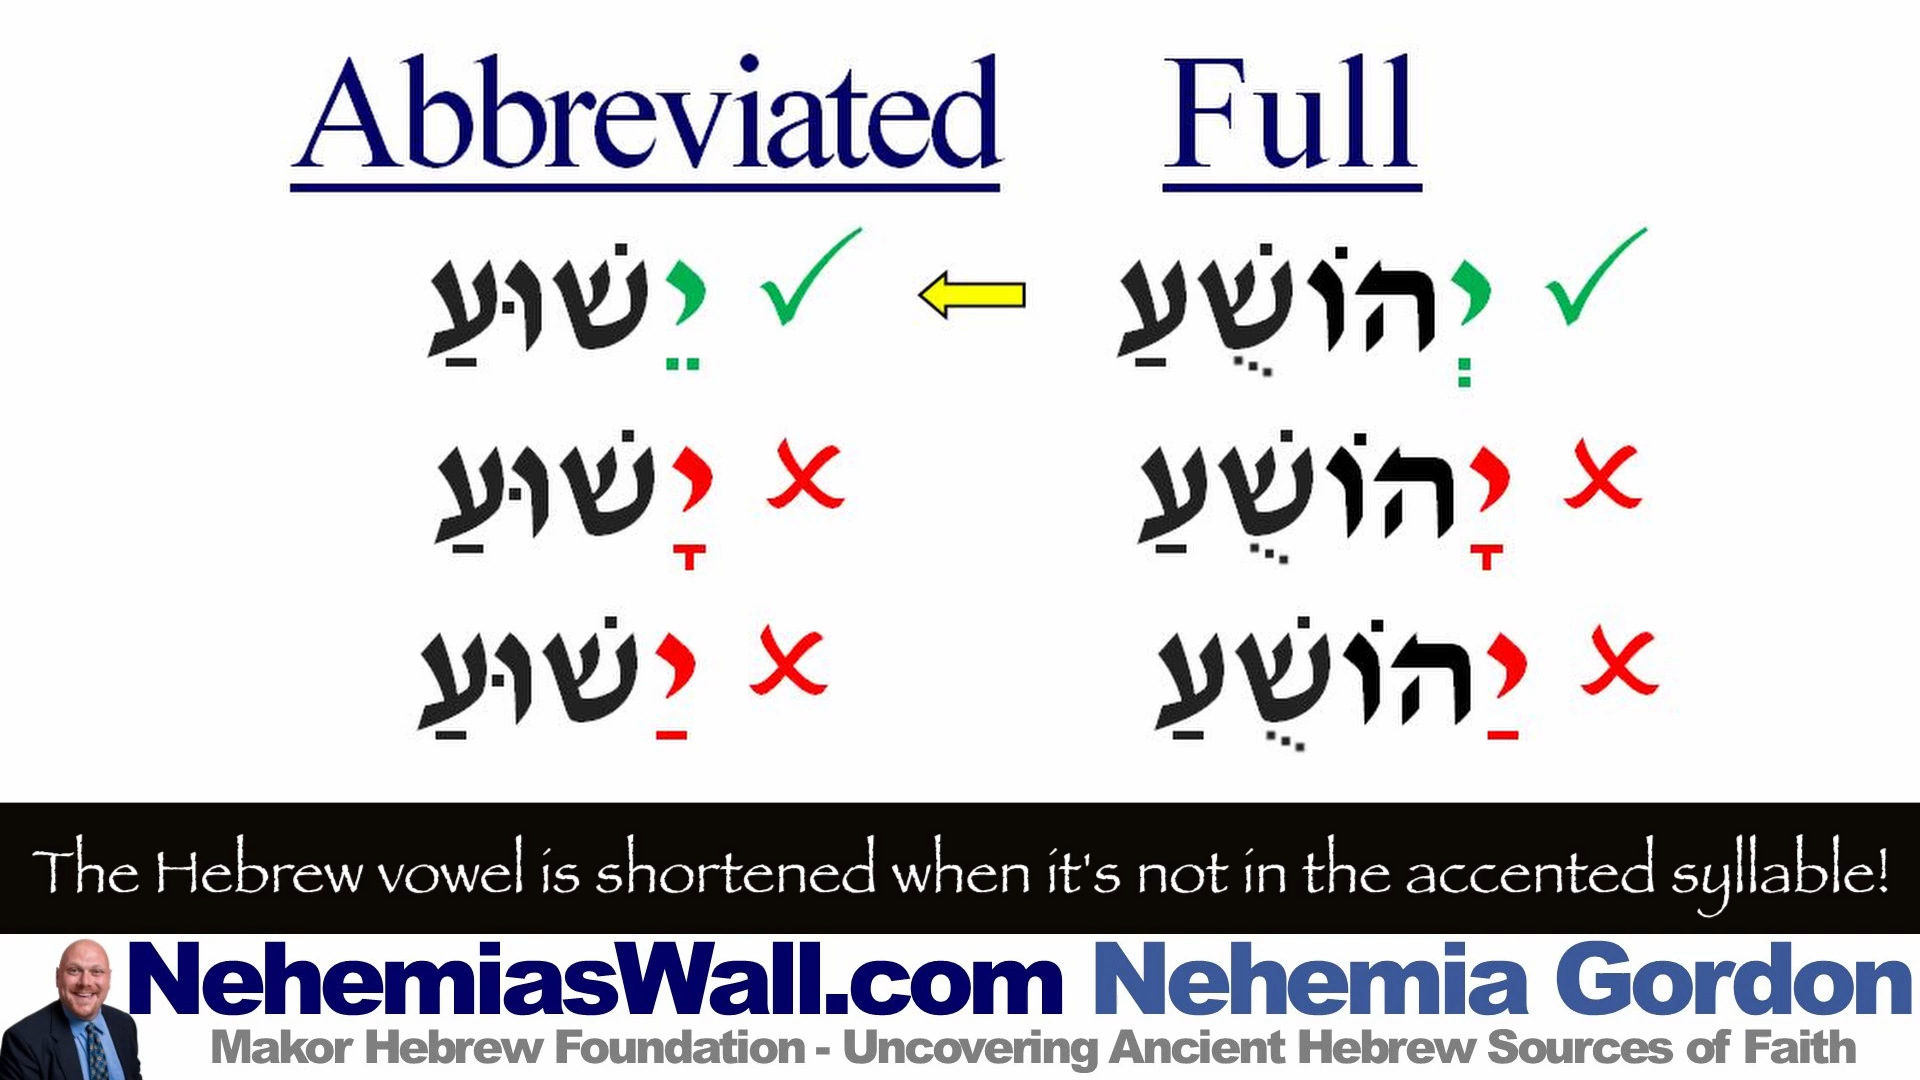 Abbreviated Full
יֵשׁוּעַ ✓ ← יְהוֹשֻׁעַ ✓
יָשׁוּעַ ✗ יָהוֹשֻׁעַ ✗
יַשׁוּעַ ✗ יַהוֹשֻׁעַ ✗
The Hebrew vowel is shortened when it's not in the accented syllable!
NehemiasWall.com Nehemia Gordon
Makor Hebrew Foundation - Uncovering Ancient Hebrew Sources of Faith